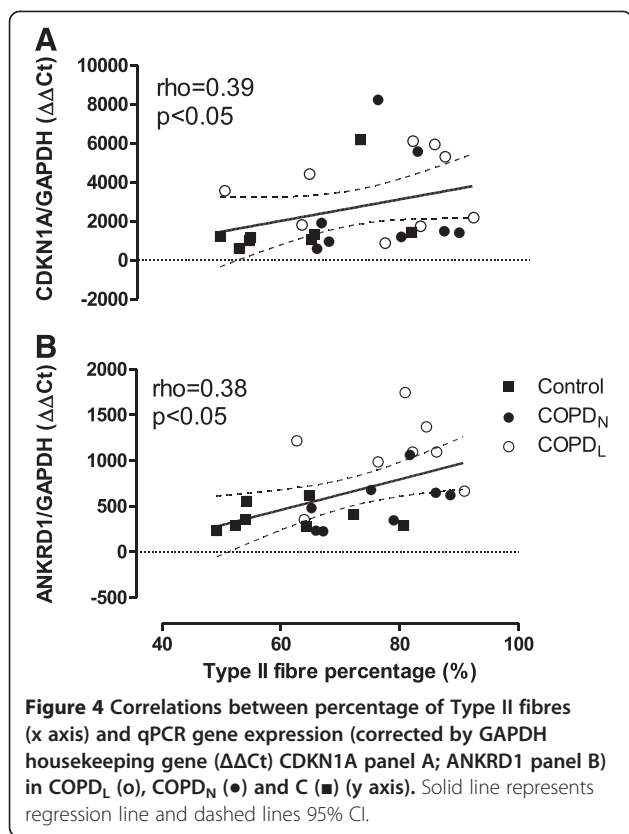 A
10000
8000
6000
4000
2000
0
-2000
CDKN1A/GAPDH (ΔΔCt)
rho=0.39
p<0.05
B
2000
1500
1000
500
0
-500
ANKRD1/GAPDH (ΔΔCt)
rho=0.38
p<0.05
■ Control
● COPDN
○ COPDL
40 60 80 100
Type II fibre percentage (%)
Figure 4 Correlations between percentage of Type II fibres
(x axis) and qPCR gene expression (corrected by GAPDH
housekeeping gene (ΔΔCt) CDKN1A panel A; ANKRD1 panel B)
in COPDL (o), COPDN (●) and C (■) (y axis). Solid line represents
regression line and dashed lines 95% CI.